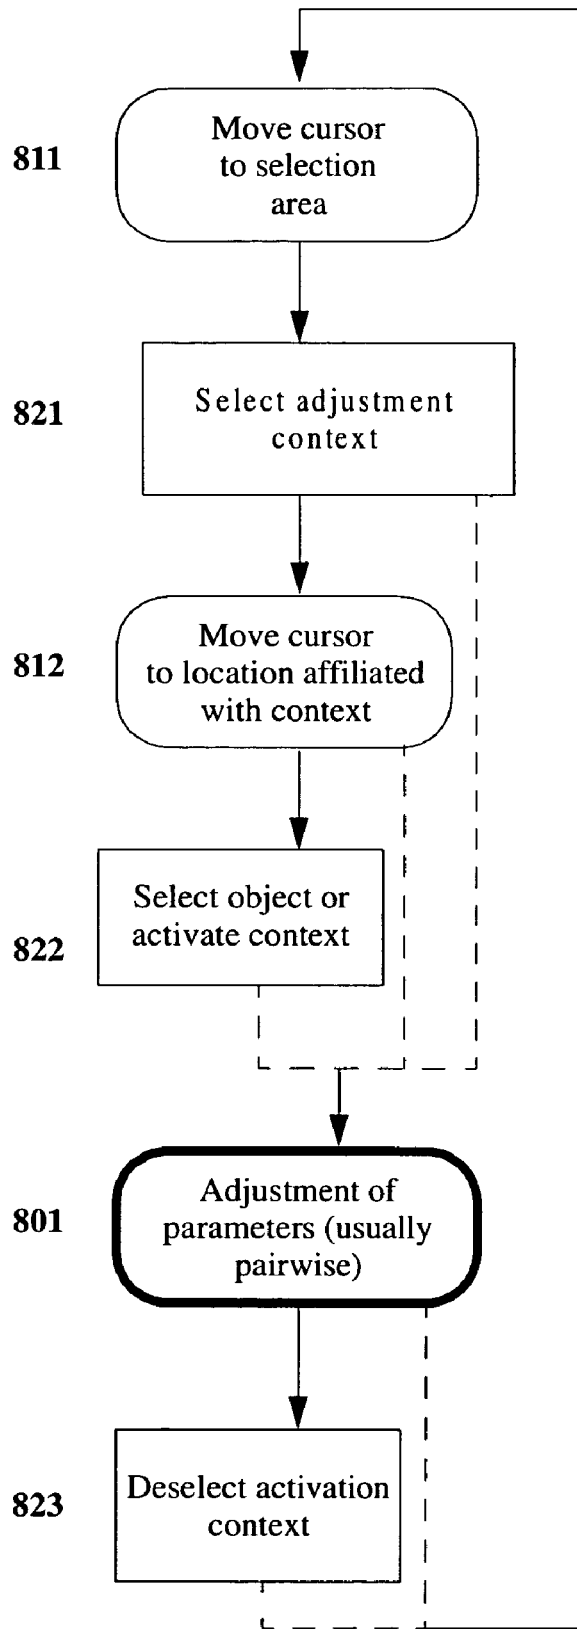 811
Move cursor
to selection
area
821
Select adjustment
context
812
Move cursor
to location affiliated
with context
822
Select object or
activate context
801
Adjustment of
parameters (usually
pairwise)
823
Deselect activation
context